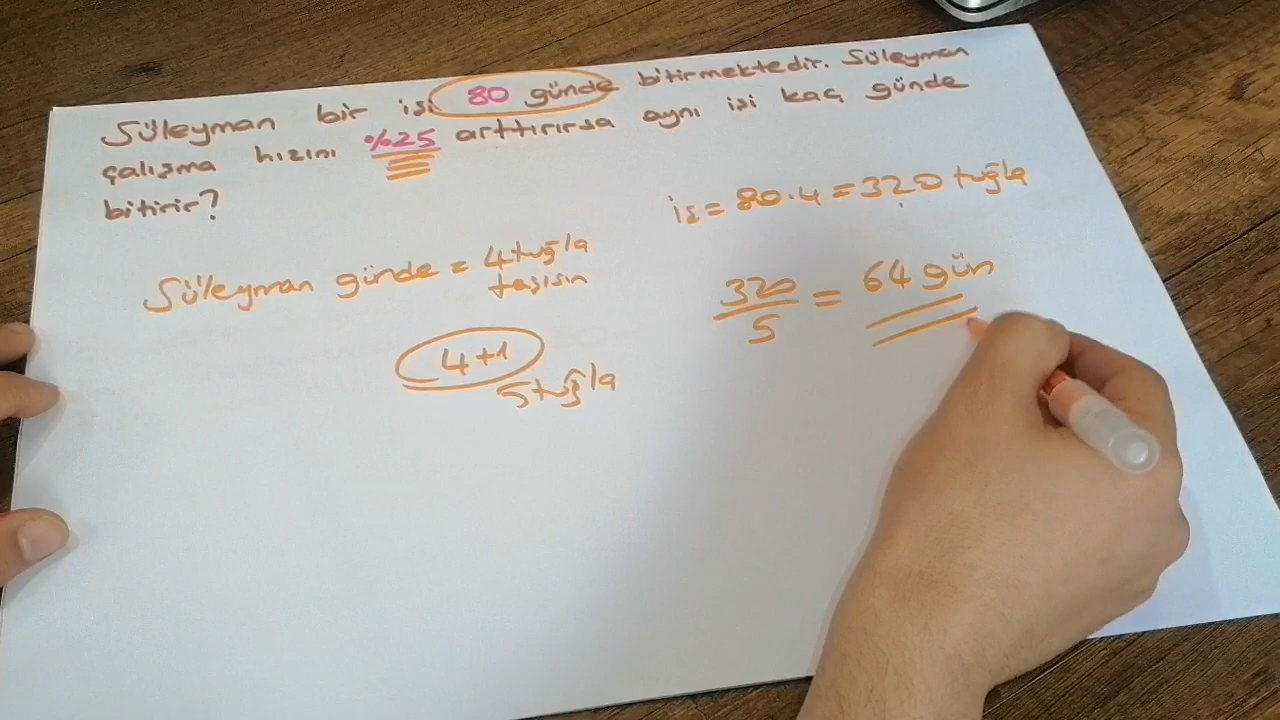 Süleyman bir işi 80 günde bitirmektedir. Süleyman
çalışma hızını %25 arttırırsa aynı işi kaç günde
bitirir?
iş = 80.4 = 320 tuğla
Süleyman günde = 4 tuğla
taşısın
320/5 = 64 gün
4+1
5 tuğla